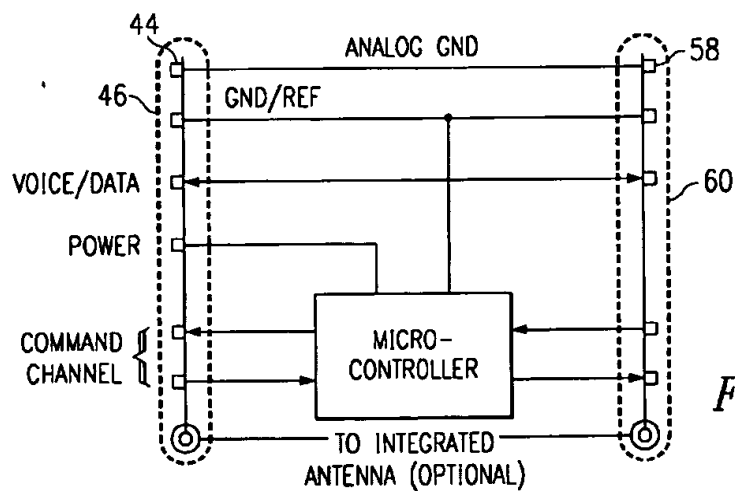 44
ANALOG GND
58
46
GND/REF
VOICE/DATA
60
POWER
COMMAND
CHANNEL
MICRO-
CONTROLLER
F
TO INTEGRATED
ANTENNA (OPTIONAL)